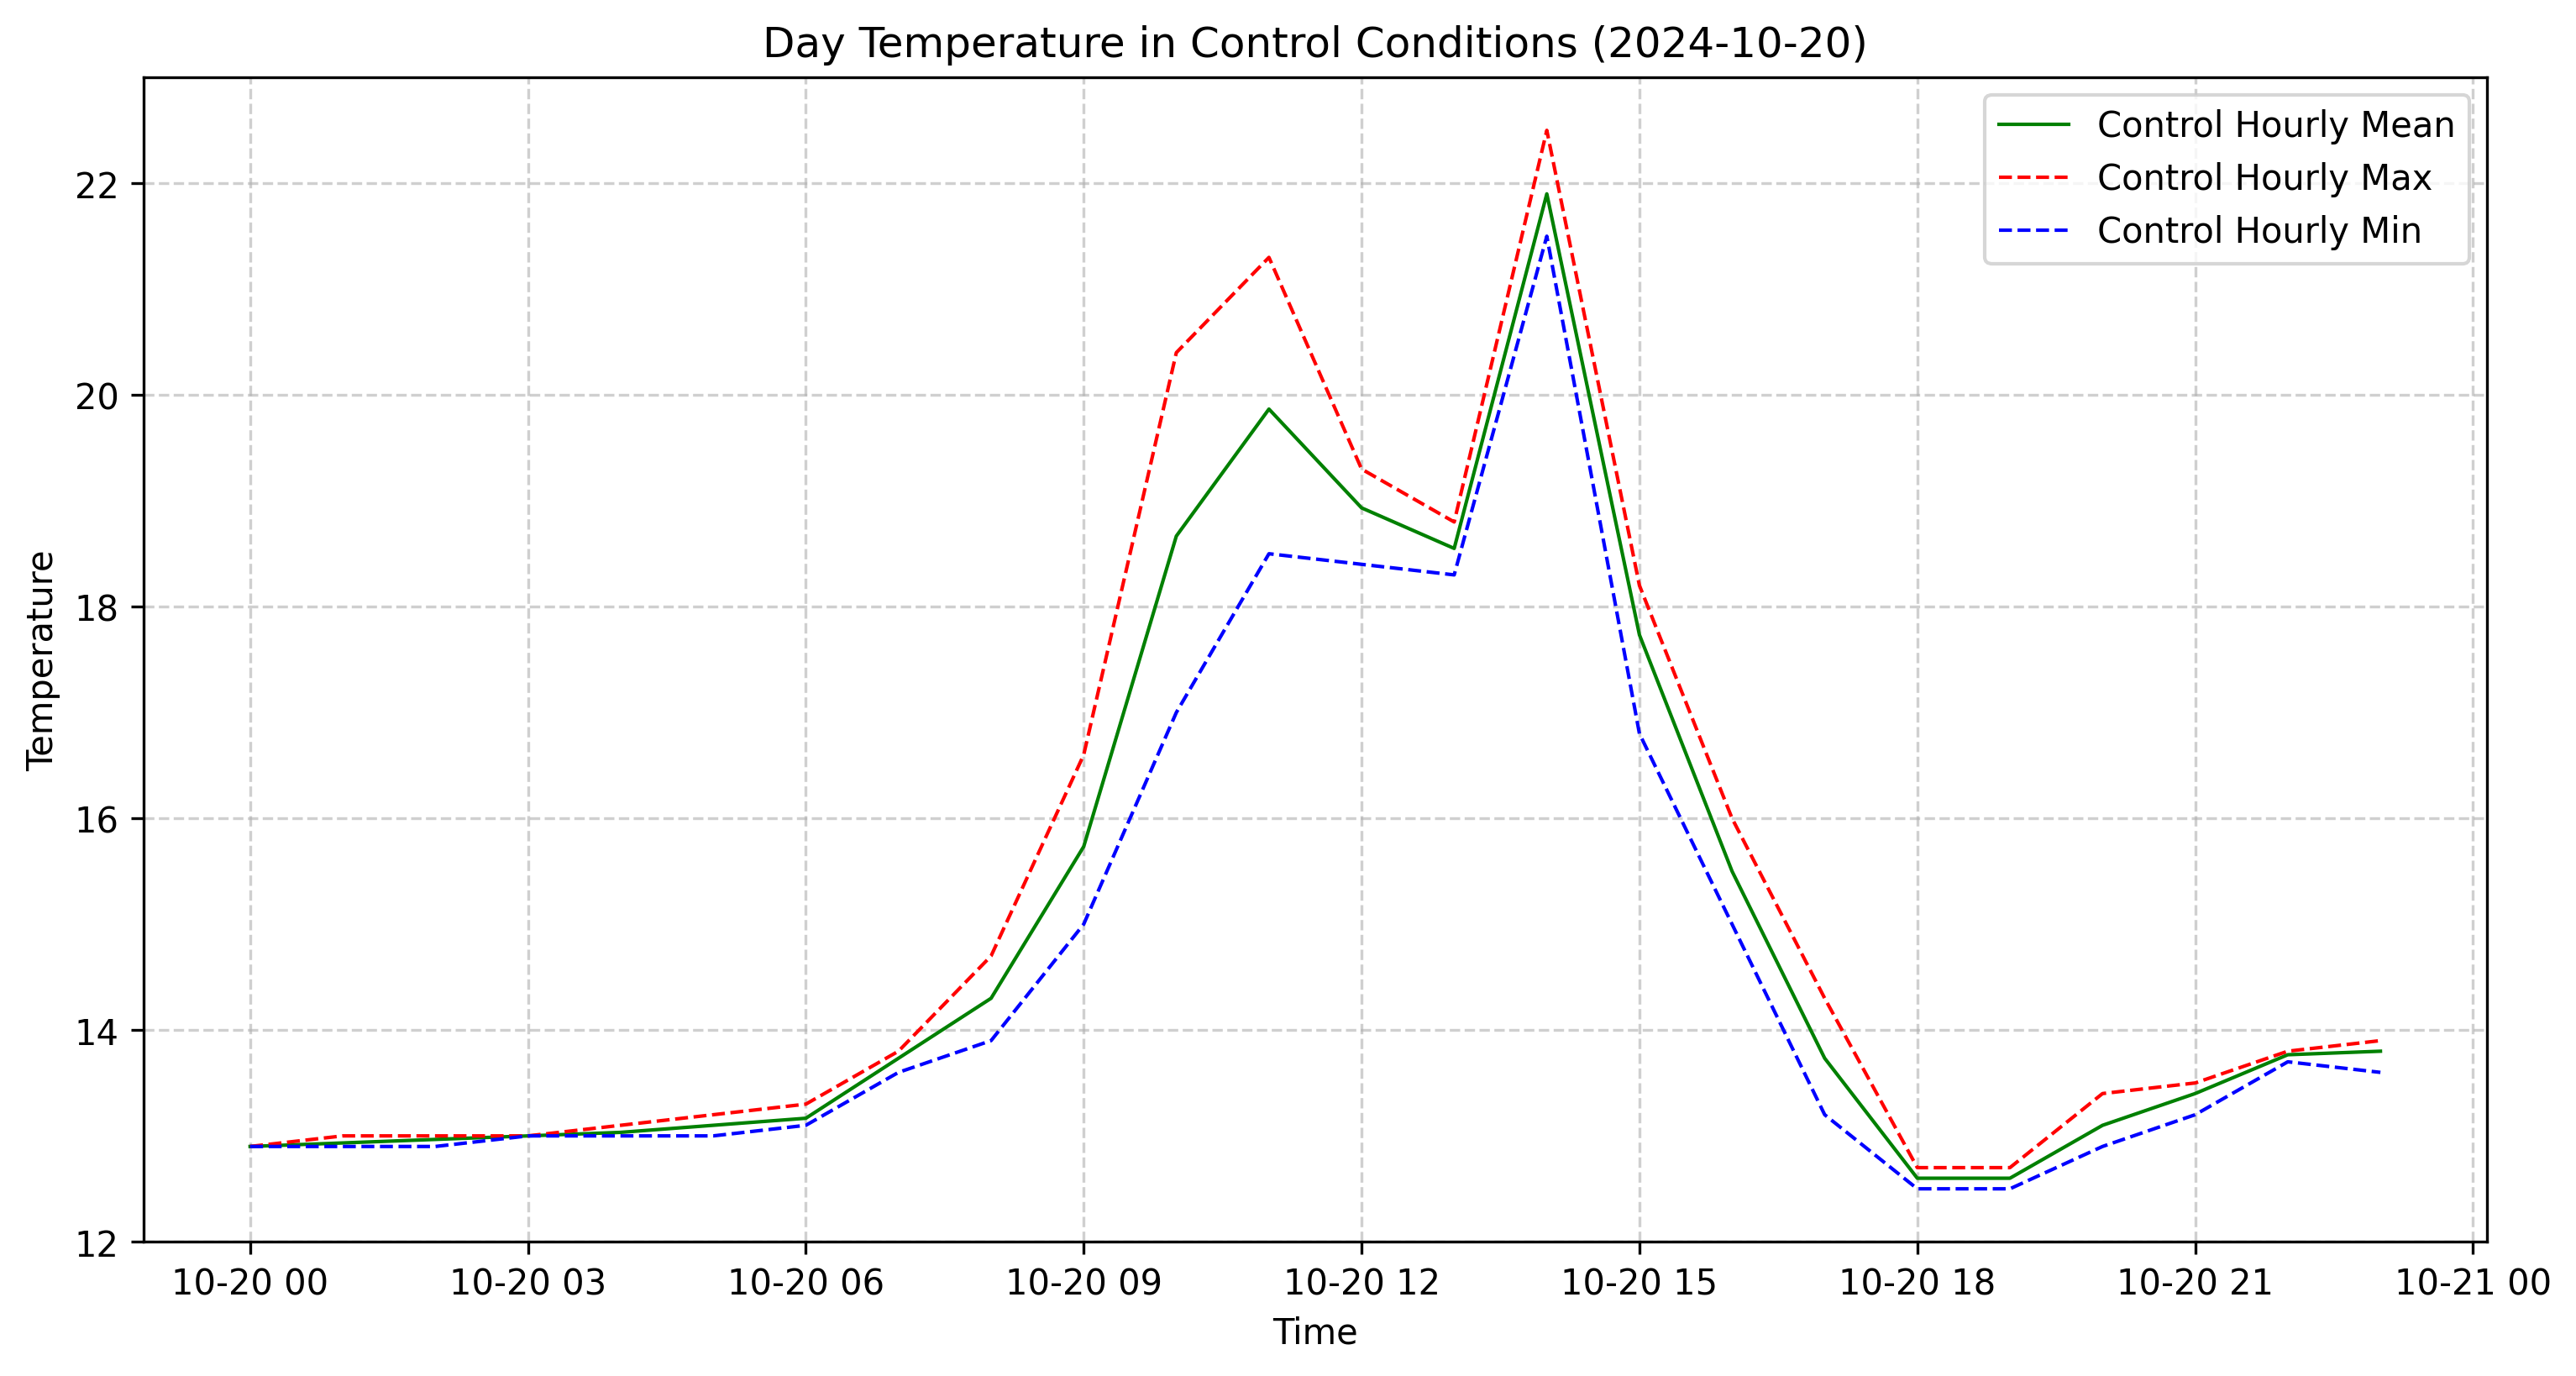 Day Temperature in Control Conditions (2024-10-20)
Control Hourly Mean
Control Hourly Max
Control Hourly Min
Temperature
22
20
18
16
14
12
10-20 00 10-20 03 10-20 06 10-20 09 10-20 12 10-20 15 10-20 18 10-20 21 10-21 00
Time